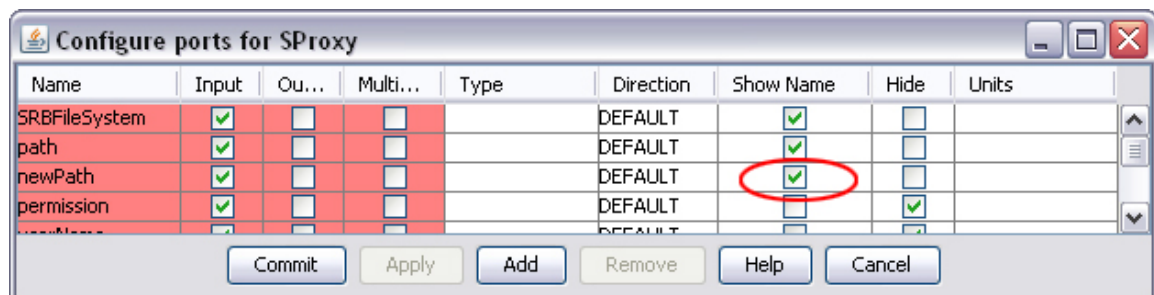 Configure ports for SProxy
Name Input Ou... Multi... Type Direction Show Name Hide Units
SRBFileSystem DEFAULT
path DEFAULT
newPath DEFAULT
permission DEFAULT
DEFAULT
Commit Apply Add Remove Help Cancel